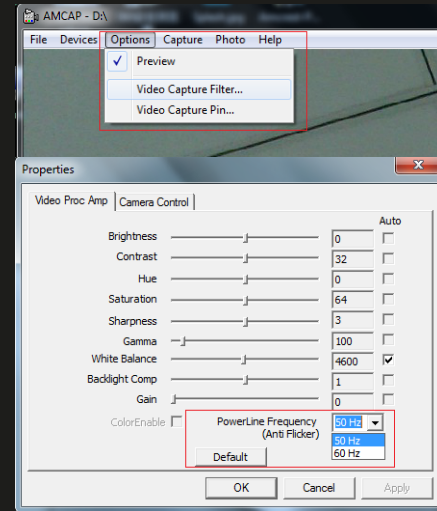 AMCAP - D:\
File Devices Options Capture Photo Help
Preview
Video Capture Filter...
Video Capture Pin...
Properties
Video Proc Amp Camera Control
Auto
Brightness 0
Contrast 32
Hue 0
Saturation 64
Sharpness 3
Gamma 100
White Balance 4600
Backlight Comp 1
Gain 0
ColorEnable PowerLine Frequency 50 Hz
(Anti Flicker) 50 Hz
60 Hz
Default
OK Cancel Apply